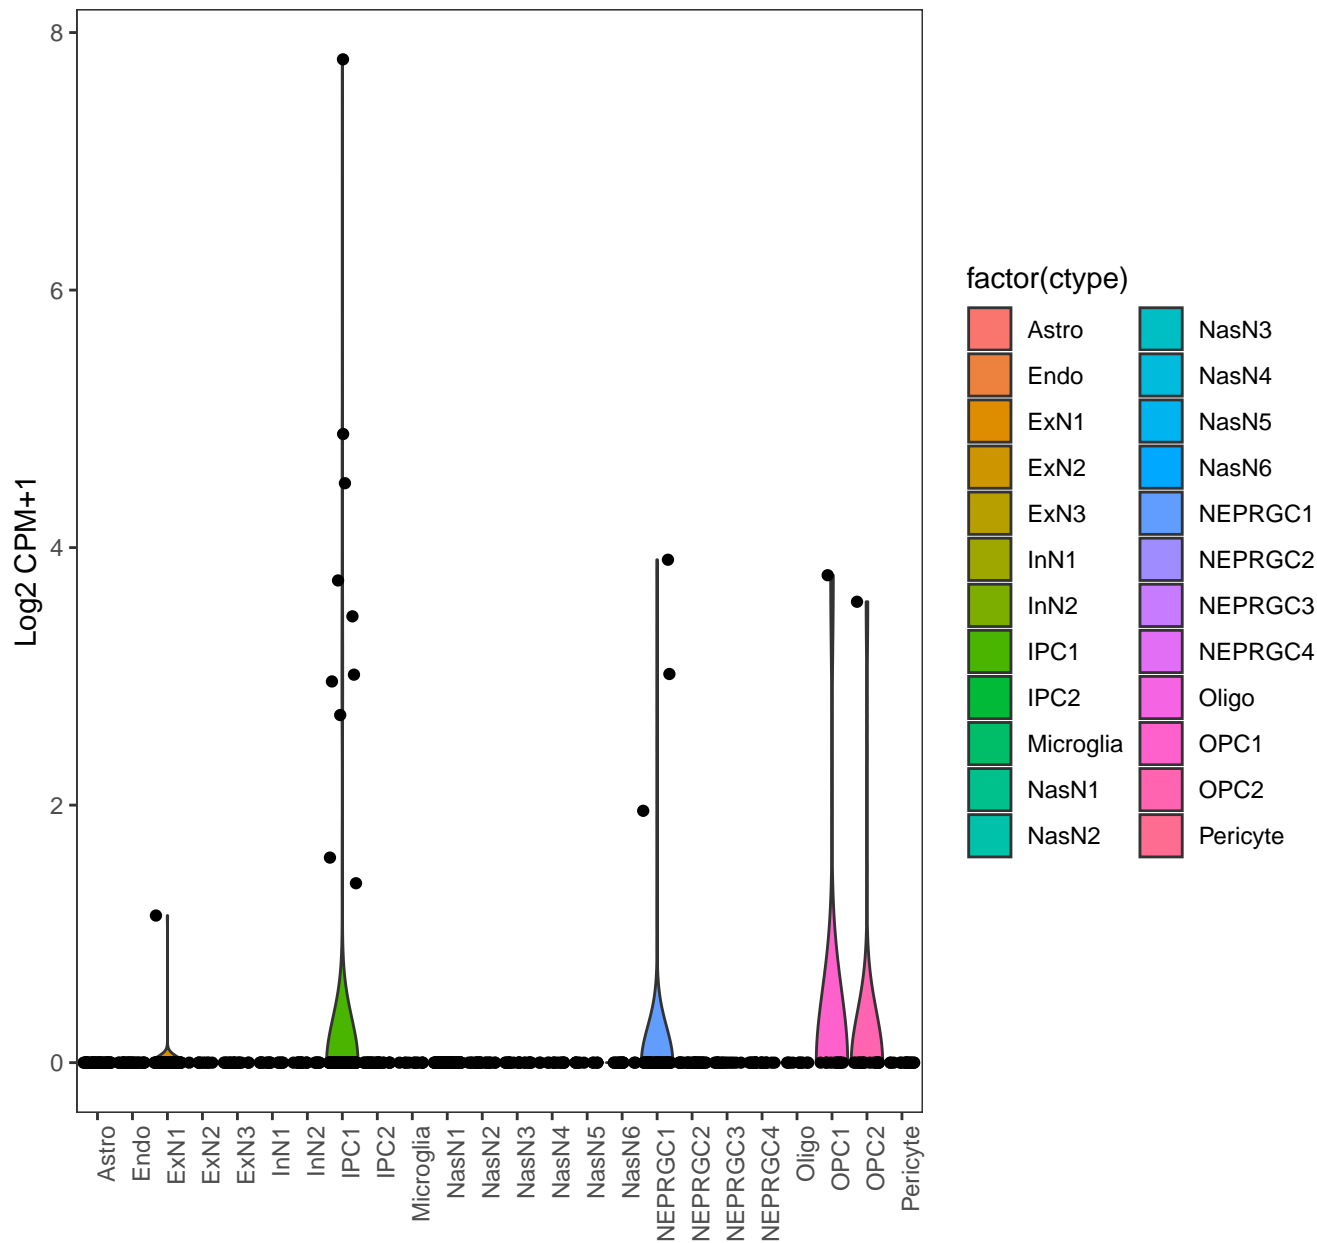 8
6
4
2
0
Log2 CPM+1
Astro
Endo
ExN1
ExN2
ExN3
InN1
InN2
IPC1
IPC2
Microglia
NasN1
NasN2
NasN3
NasN4
NasN5
NasN6
NEPRGC1
NEPRGC2
NEPRGC3
NEPRGC4
Oligo
OPC1
OPC2
Pericyte
factor(ctype)
Astro
Endo
ExN1
ExN2
ExN3
InN1
InN2
IPC1
IPC2
Microglia
NasN1
NasN2
NasN3
NasN4
NasN5
NasN6
NEPRGC1
NEPRGC2
NEPRGC3
NEPRGC4
Oligo
OPC1
OPC2
Pericyte